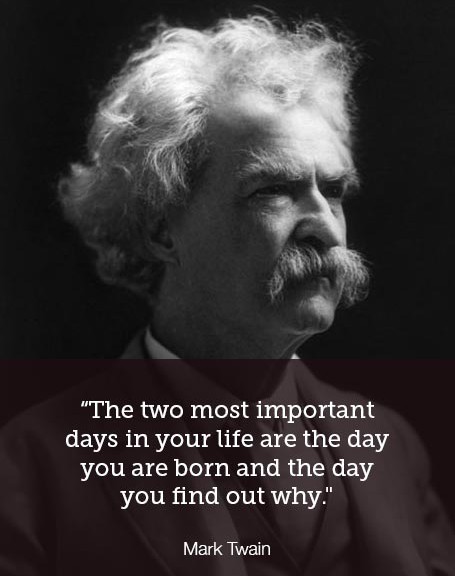 “The two most important
days in your life are the day
you are born and the day
you find out why."
Mark Twain